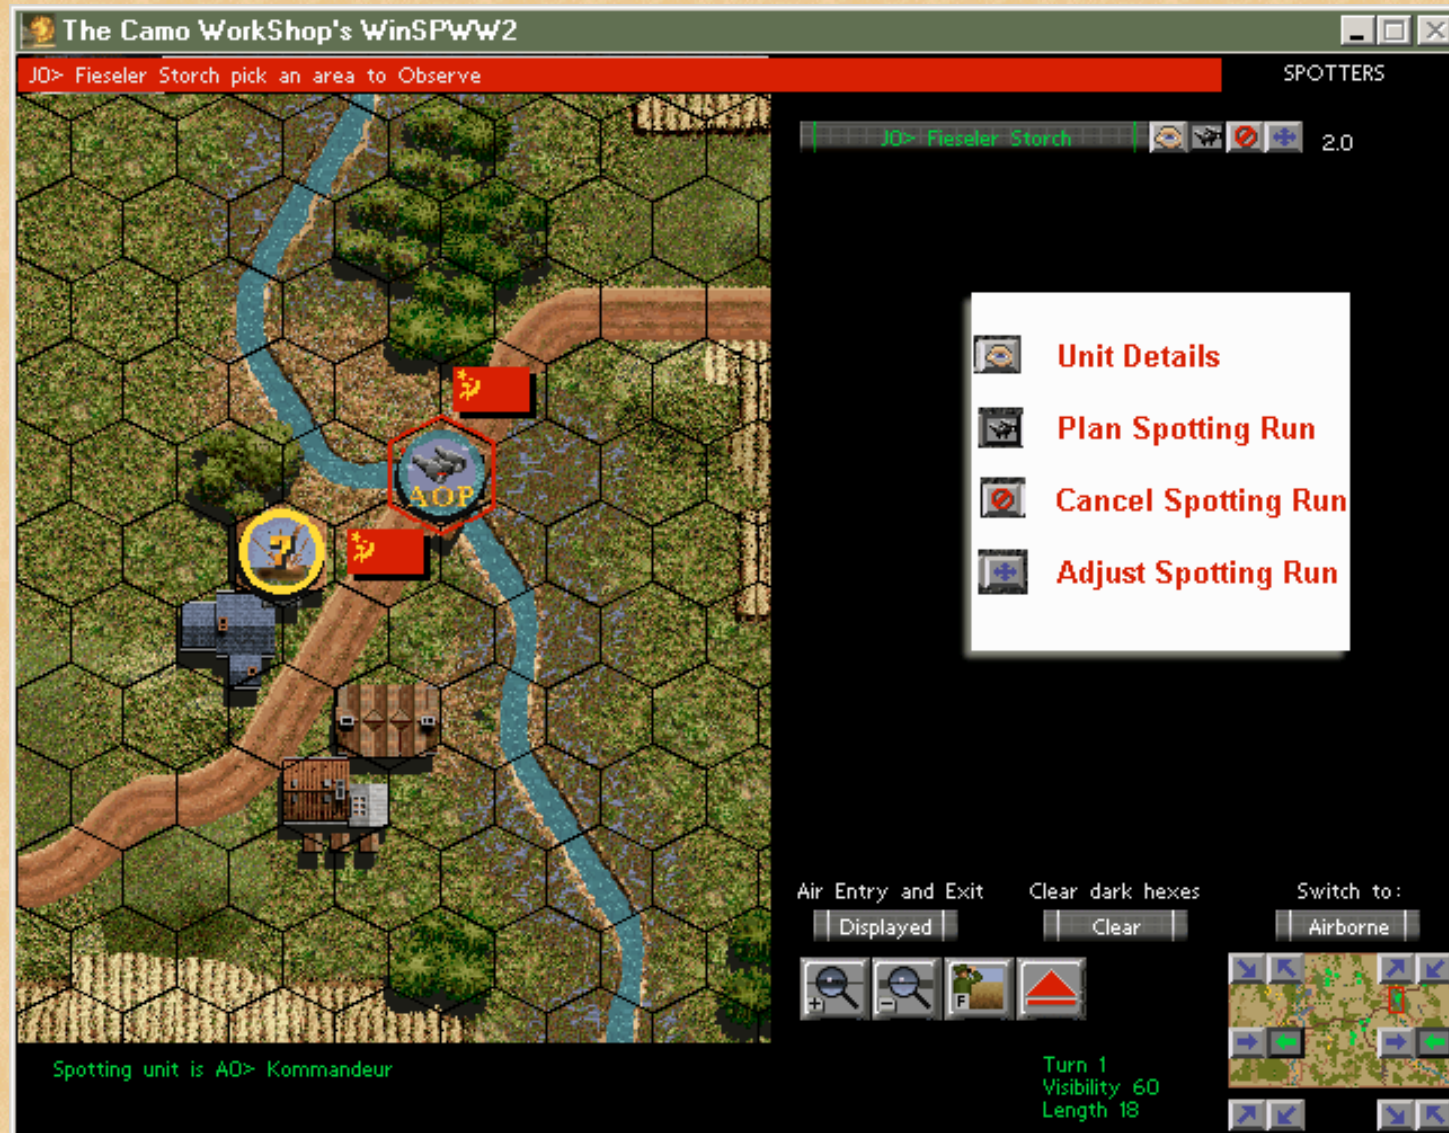 The Camo WorkShop's WinSPWW2
J0> Fieseler Storch pick an area to Observe
SPOTTERS
J0> Fieseler Storch
2.0
Unit Details
Plan Spotting Run
Cancel Spotting Run
Adjust Spotting Run
AOP
?
Air Entry and Exit
Clear dark hexes
Switch to:
Displayed
Clear
Airborne
+
−
F
Spotting unit is A0> Kommandeur
Turn 1
Visibility 60
Length 18